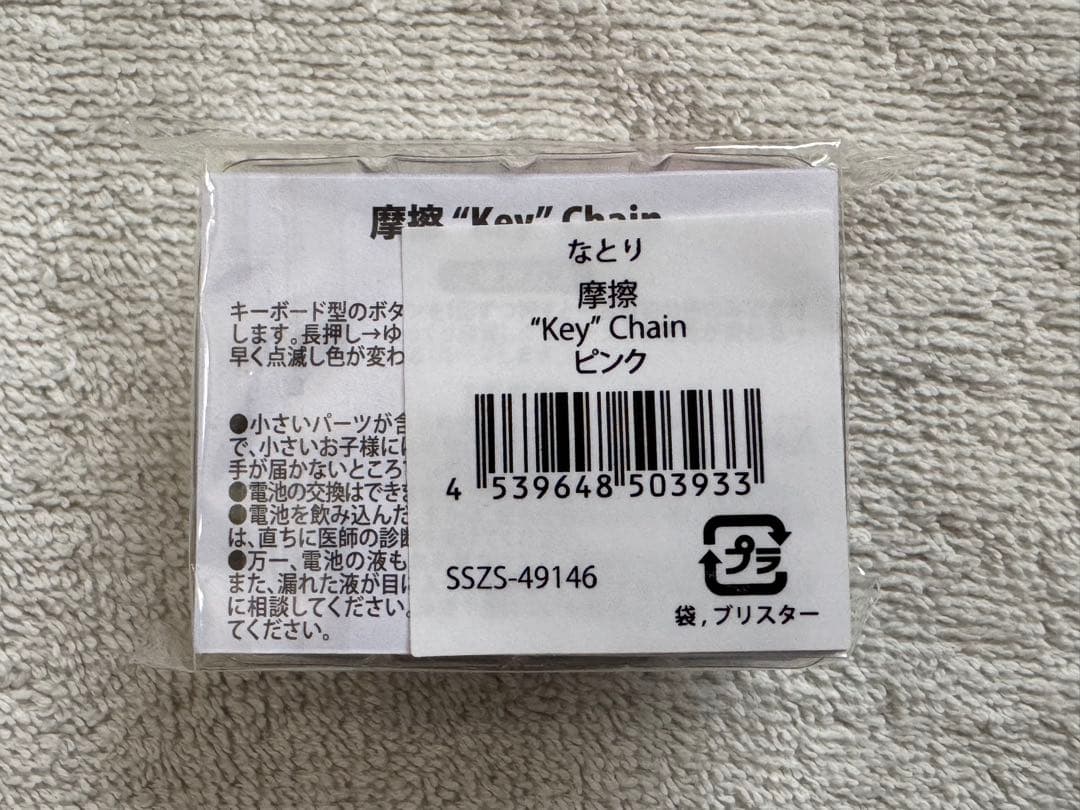 摩擦 “Key” Chain
キーボード型のボタ
します。長押し→ゆ
早く点滅し色が変わ
●小さいパーツが含
で、小さいお子様には
手が届かないところ
●電池の交換はできま
●電池を飲み込んだ
は、直ちに医師の診断
●万一、電池の液も
また、漏れた液が目に
に相談してください。
てください。
なとり
摩擦
“Key” Chain
ピンク
4 539648 503933
SSZS-49146
プラ
袋,ブリスター